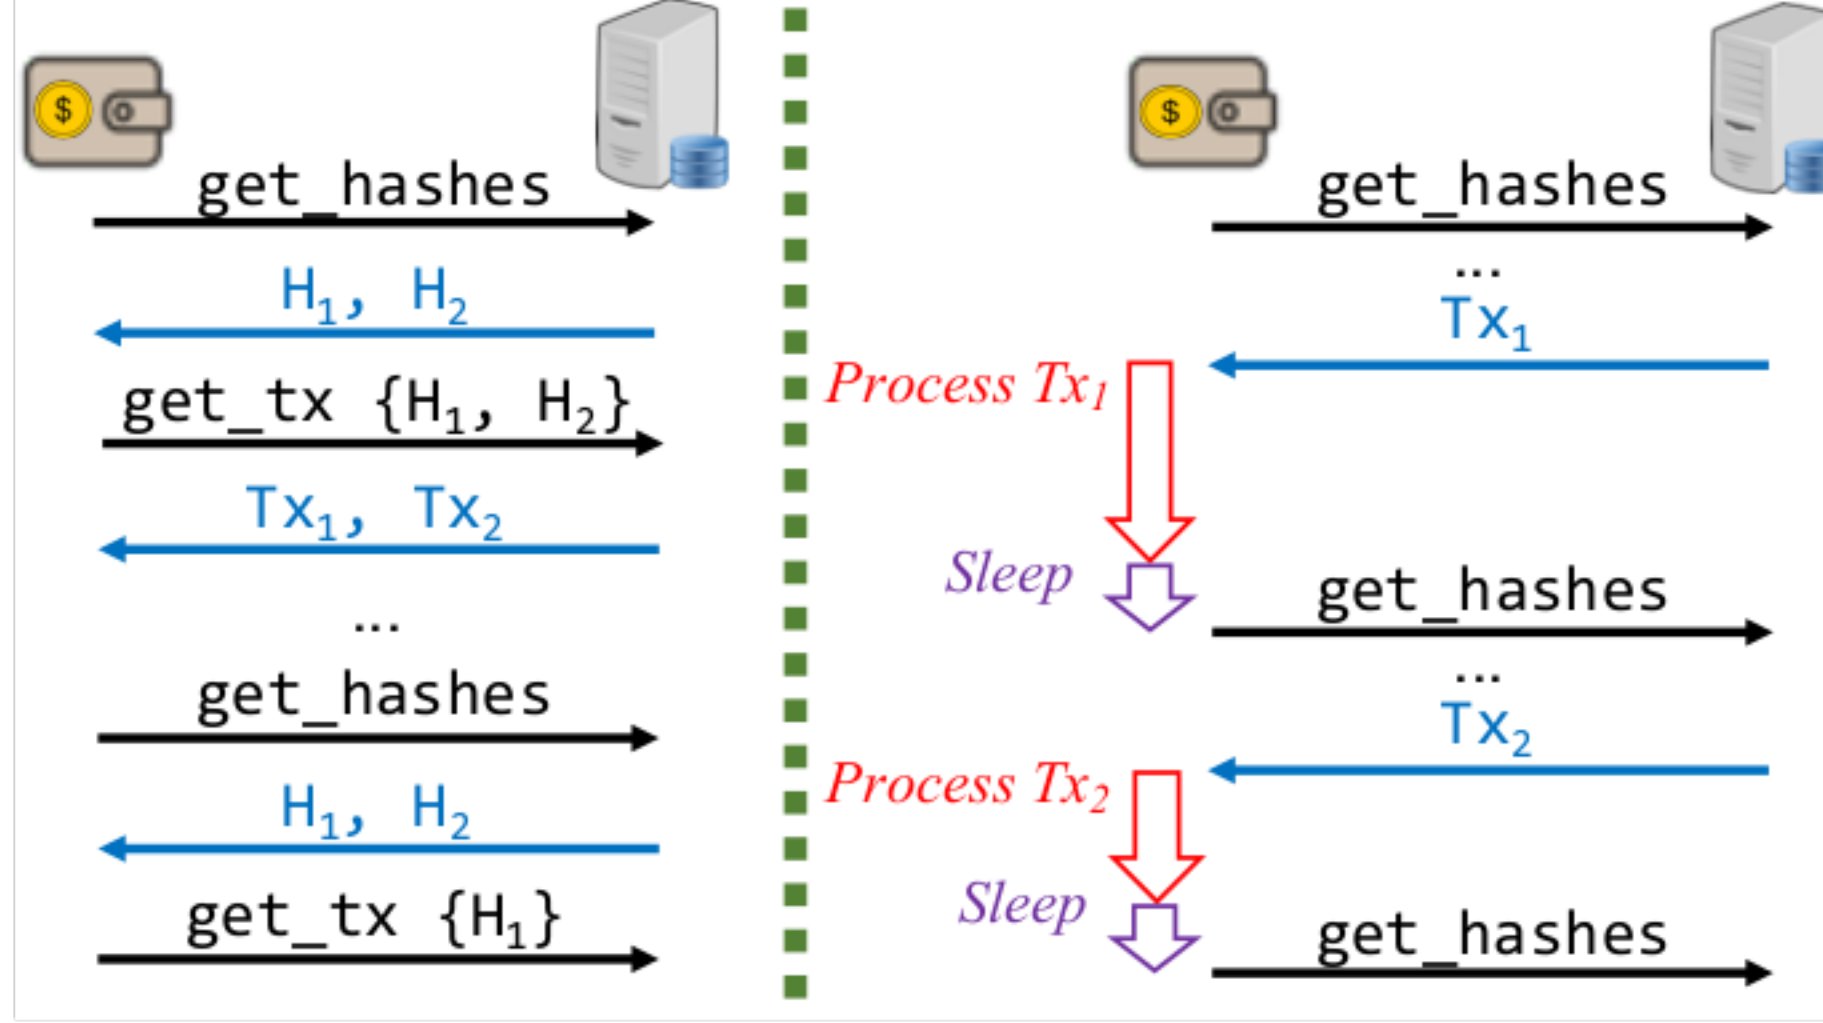 $
get_hashes
H₁, H₂
get_tx {H₁, H₂}
Tx₁, Tx₂
...
get_hashes
H₁, H₂
get_tx {H₁}
$
get_hashes
...
Tx₁
Process Tx₁
Sleep
get_hashes
...
Tx₂
Process Tx₂
Sleep
get_hashes